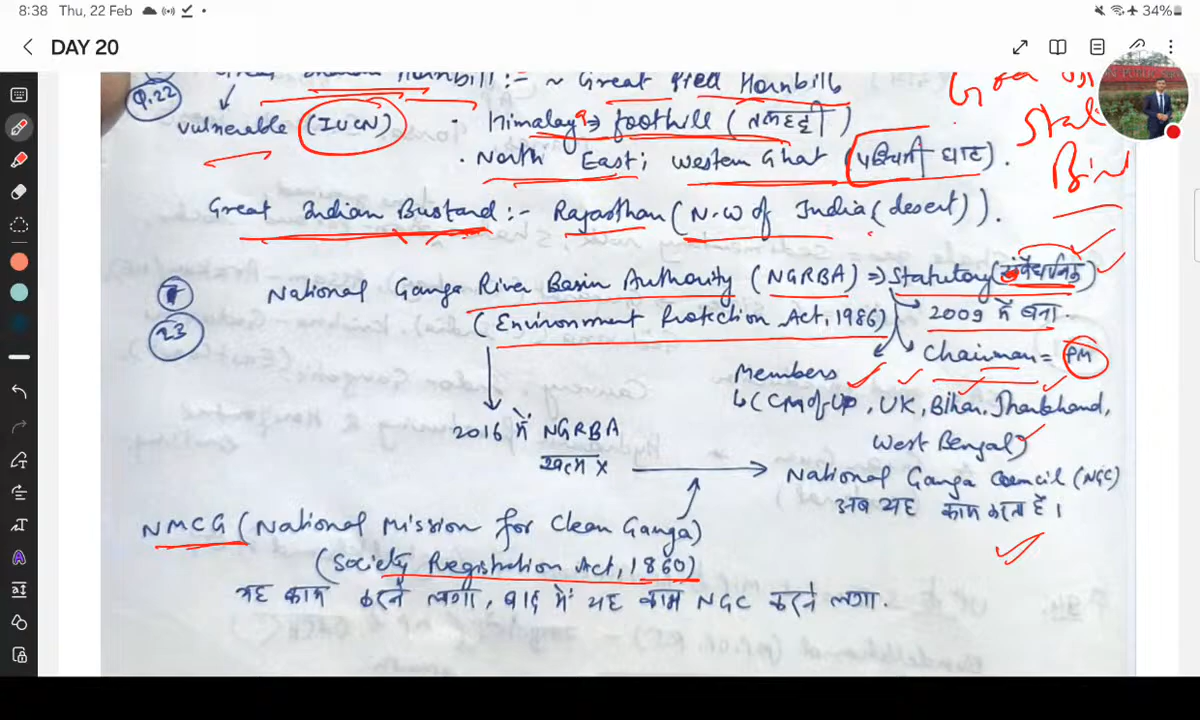 8:38 Thu, 22 Feb 34%
DAY 20
Hornbill :- ~ Great Pied Hornbill
Q.22
vulnerable (IUCN) · Himalaya → foothill (तलहट्टी)
· North East; Western Ghat (पश्चिमी घाट).
Great Indian Bustand :- Rajasthan (N.W of India (desert)).
23 National Ganga River Basin Authority (NGRBA) ⇒ Statutory
(Environment Protection Act, 1986) → 2009 में बना.
Chairman = PM
Members
(CM of UP, UK, Bihar, Jharkhand,
West Bengal)
2016 में NGRBA
खत्म ×
National Ganga Council (NGC)
अब यह काम करता है।
NMCG (National Mission for Clean Ganga)
(Society Registration Act, 1860)
यह काम करने लगा, बाद में यह काम NGC करने लगा.